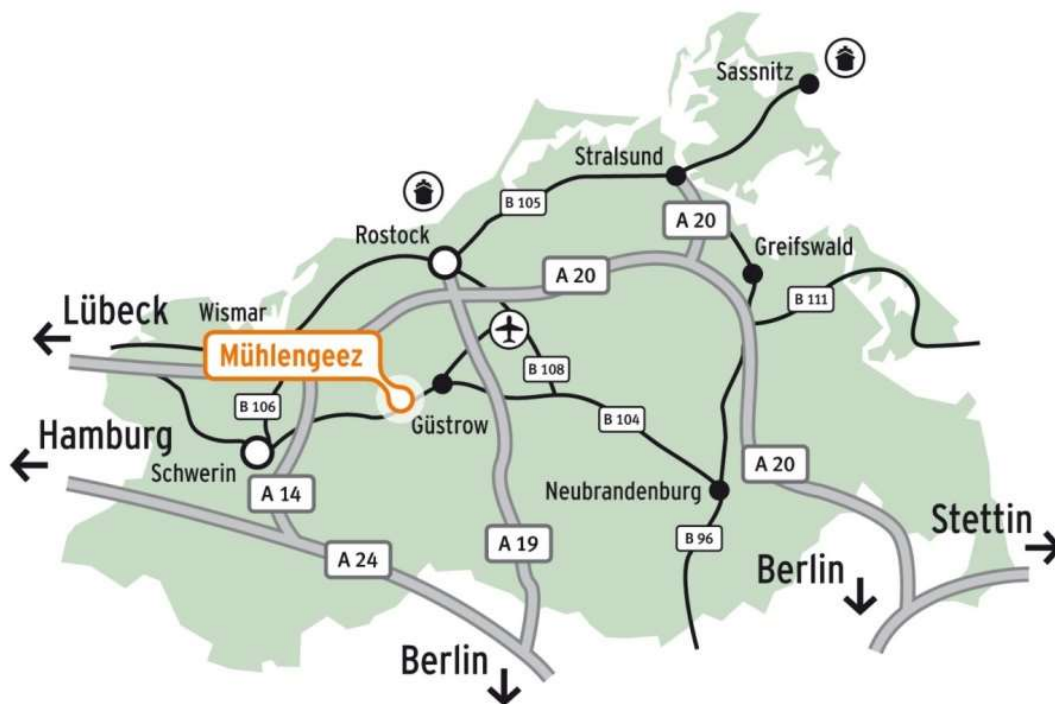 Sassnitz
Stralsund
B 105
A 20
Rostock
Greifswald
A 20
B 111
Lübeck
Wismar
Mühlengeez
B 108
B 106
Güstrow
B 104
Hamburg
Schwerin
A 20
A 14
Neubrandenburg
Stettin
A 19
B 96
A 24
Berlin
Berlin